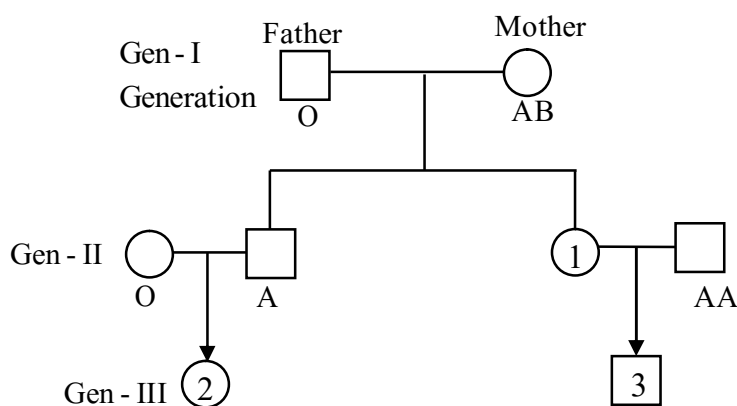 Father Mother
Gen - I
Generation
O AB
Gen - II 1
O A AA
Gen - III 2 3